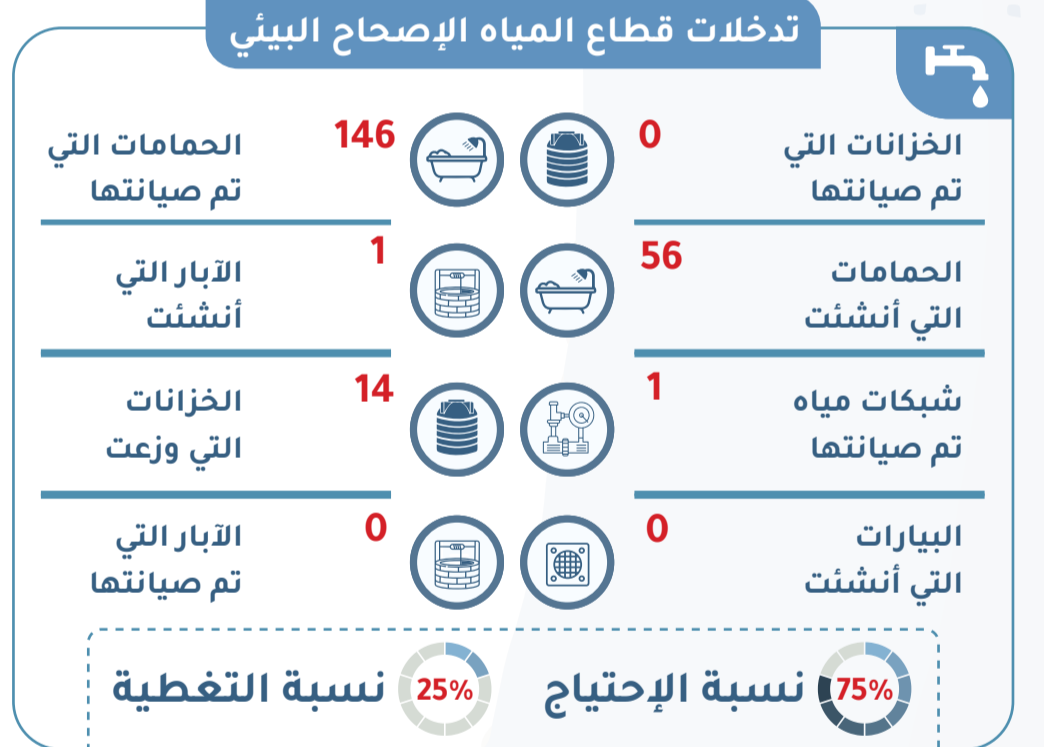 تدخلات قطاع المياه الإصحاح البيئي
0
الخزانات التي
تم صيانتها
146
الحمامات التي
تم صيانتها
56
الحمامات
التي أنشئت
1
الآبار التي
أنشئت
1
شبكات مياه
تم صيانتها
14
الخزانات
التي وزعت
0
البيارات
التي أنشئت
0
الآبار التي
تم صيانتها
75%
نسبة الإحتياج
25%
نسبة التغطية